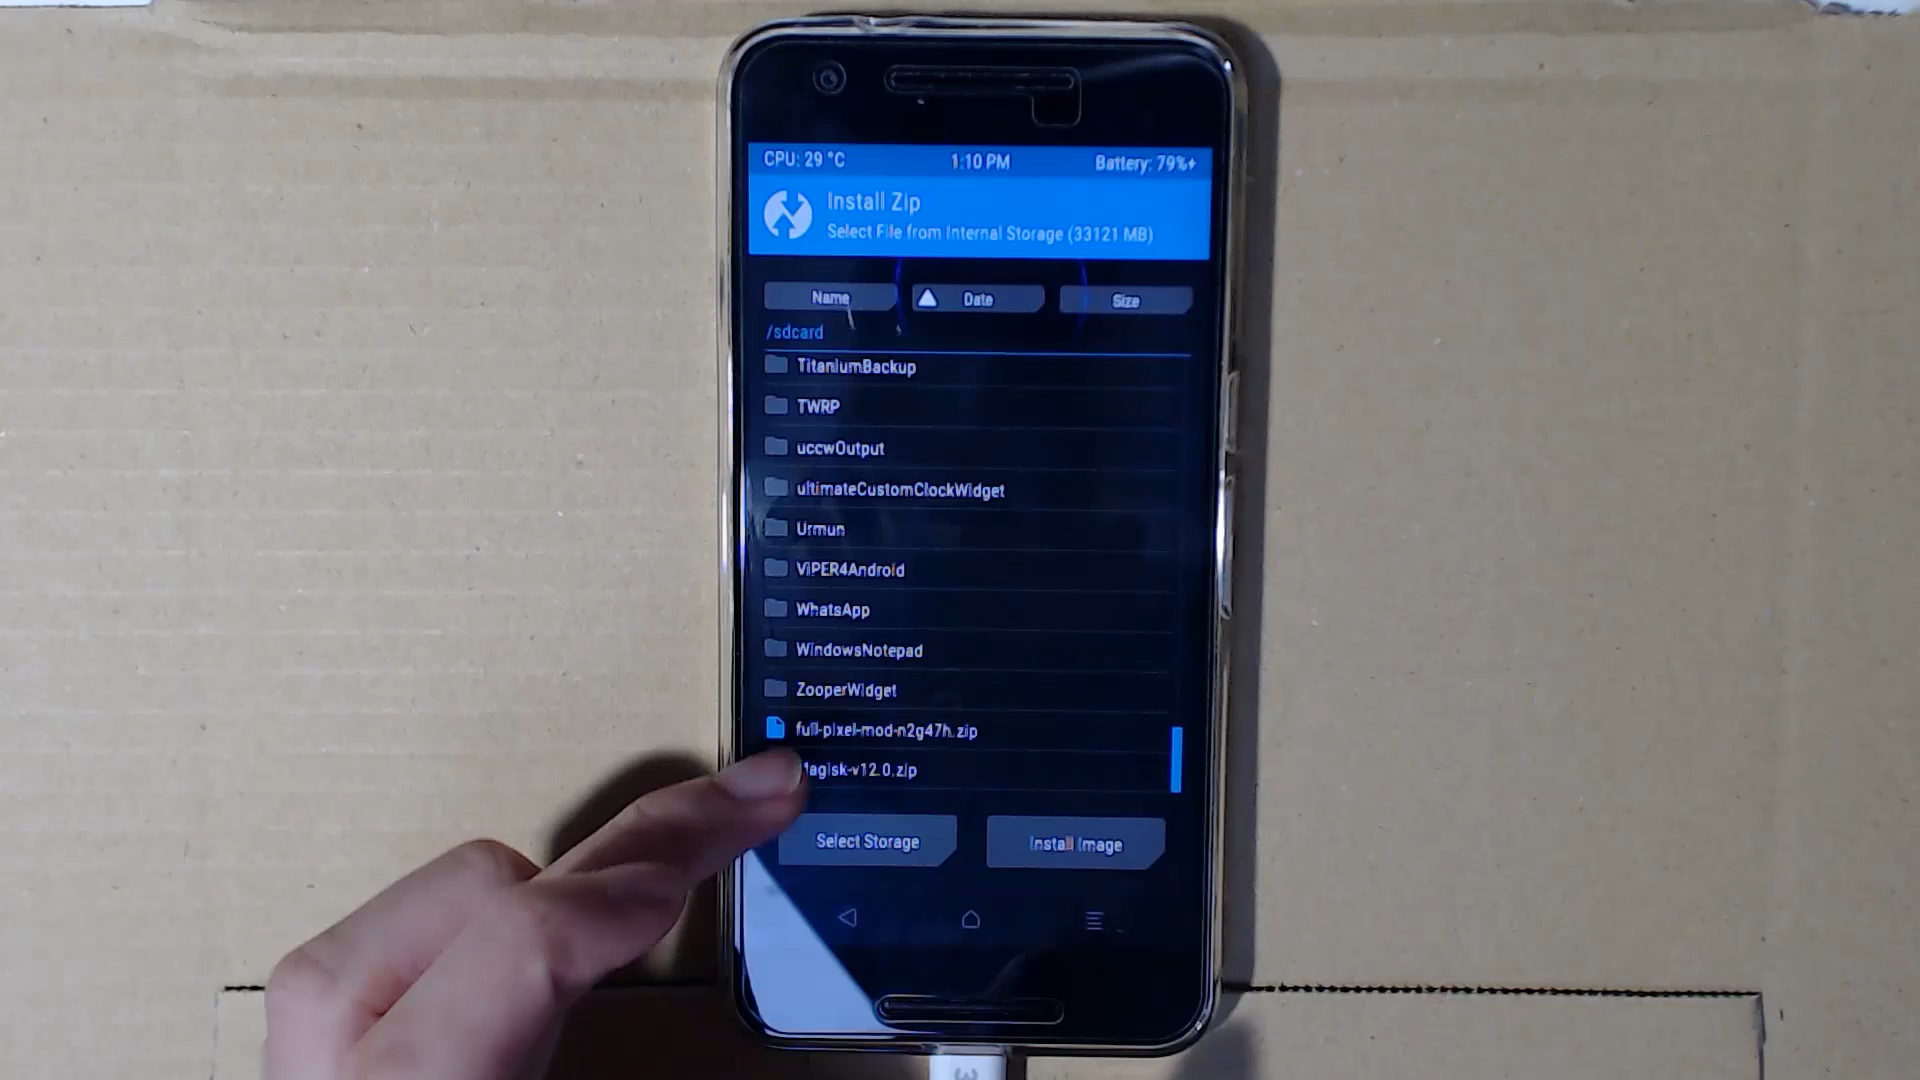 CPU: 29 °C 1:10 PM Battery: 79%+
Install Zip
Select File from Internal Storage (33121 MB)
Name Date Size
/sdcard
TitaniumBackup
TWRP
uccwOutput
ultimateCustomClockWidget
Urmun
ViPER4Android
WhatsApp
WindowsNotepad
ZooperWidget
full-pixel-mod-n2g47h.zip
Magisk-v12.0.zip
Select Storage Install Image